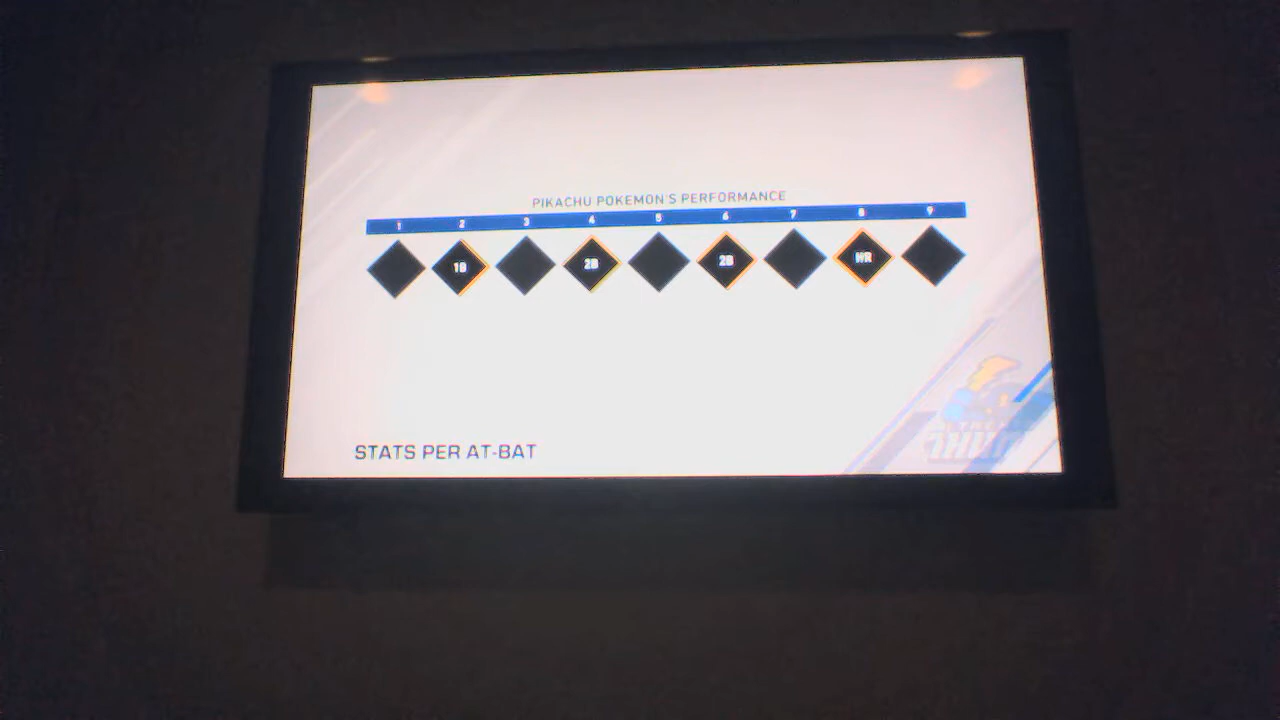 PIKACHU POKEMON'S PERFORMANCE
1 2 3 4 5 6 7 8 9
1B 2B 2B HR
STATS PER AT-BAT